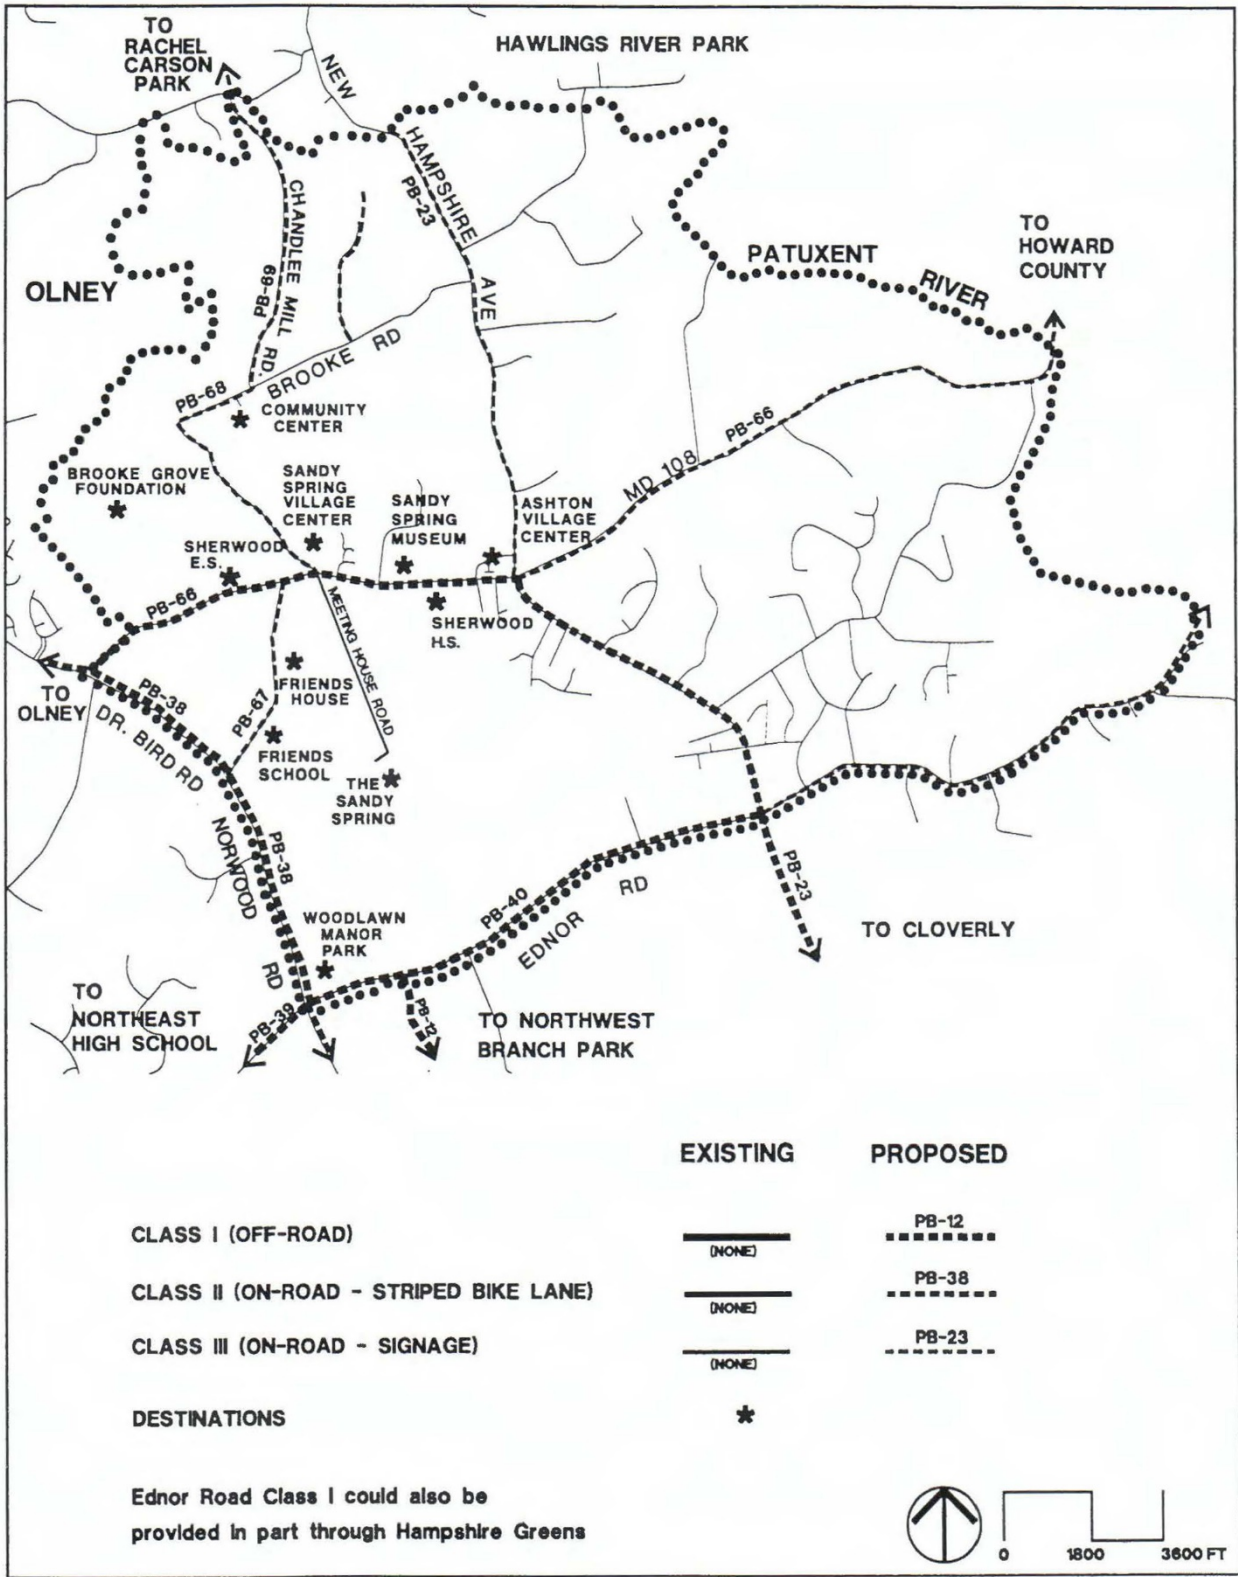 TO
RACHEL
CARSON
PARK
HAWLINGS RIVER PARK
NEW
HAMPSHIRE
AVE
PB-23
CHANDLEE MILL RD.
PB-69
TO
HOWARD
COUNTY
PATUXENT
RIVER
OLNEY
BROOKE RD
PB-68
COMMUNITY
CENTER
MD 108
PB-66
BROOKE GROVE
FOUNDATION
SANDY
SPRING
VILLAGE
CENTER
SANDY
SPRING
MUSEUM
ASHTON
VILLAGE
CENTER
SHERWOOD
E.S.
PB-66
MEETING HOUSE ROAD
SHERWOOD
H.S.
TO
OLNEY
PB-38
DR. BIRD RD
PB-67
FRIENDS
HOUSE
FRIENDS
SCHOOL
THE
SANDY
SPRING
NORWOOD
RD
PB-38
WOODLAWN
MANOR
PARK
PB-40
EDNOR
RD
PB-23
TO CLOVERLY
TO
NORTHEAST
HIGH SCHOOL
PB-39
PB-12
TO NORTHWEST
BRANCH PARK
EXISTING PROPOSED
CLASS I (OFF-ROAD) (NONE) PB-12
CLASS II (ON-ROAD - STRIPED BIKE LANE) (NONE) PB-38
CLASS III (ON-ROAD - SIGNAGE) (NONE) PB-23
DESTINATIONS *
Ednor Road Class I could also be
provided in part through Hampshire Greens
0 1800 3600 FT